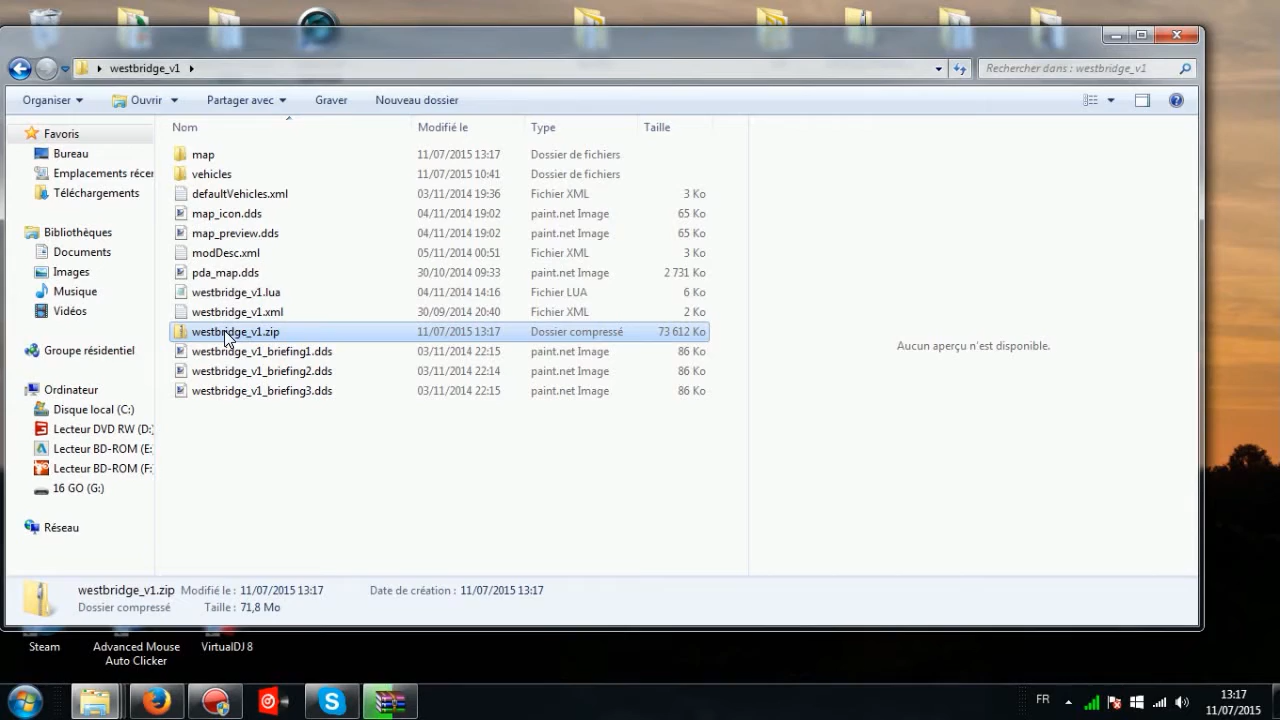 westbridge_v1
Rechercher dans : westbridge_v1
Organiser
Ouvrir
Partager avec
Graver
Nouveau dossier
Favoris
Bureau
Emplacements récer
Téléchargements
Bibliothèques
Documents
Images
Musique
Vidéos
Groupe résidentiel
Ordinateur
Disque local (C:)
Lecteur DVD RW (D:)
Lecteur BD-ROM (E:
Lecteur BD-ROM (F:
16 GO (G:)
Réseau
Nom Modifié le Type Taille
map 11/07/2015 13:17 Dossier de fichiers
vehicles 11/07/2015 10:41 Dossier de fichiers
defaultVehicles.xml 03/11/2014 19:36 Fichier XML 3 Ko
map_icon.dds 04/11/2014 19:02 paint.net Image 65 Ko
map_preview.dds 04/11/2014 19:02 paint.net Image 65 Ko
modDesc.xml 05/11/2014 00:51 Fichier XML 3 Ko
pda_map.dds 30/10/2014 09:33 paint.net Image 2 731 Ko
westbridge_v1.lua 04/11/2014 14:16 Fichier LUA 6 Ko
westbridge_v1.xml 30/09/2014 20:40 Fichier XML 2 Ko
westbridge_v1.zip 11/07/2015 13:17 Dossier compressé 73 612 Ko
westbridge_v1_briefing1.dds 03/11/2014 22:15 paint.net Image 86 Ko
westbridge_v1_briefing2.dds 03/11/2014 22:14 paint.net Image 86 Ko
westbridge_v1_briefing3.dds 03/11/2014 22:15 paint.net Image 86 Ko
Aucun aperçu n'est disponible.
westbridge_v1.zip Modifié le : 11/07/2015 13:17 Date de création : 11/07/2015 13:17
Dossier compressé Taille : 71,8 Mo
Steam
Advanced Mouse
Auto Clicker
VirtualDJ 8
FR
13:17
11/07/2015